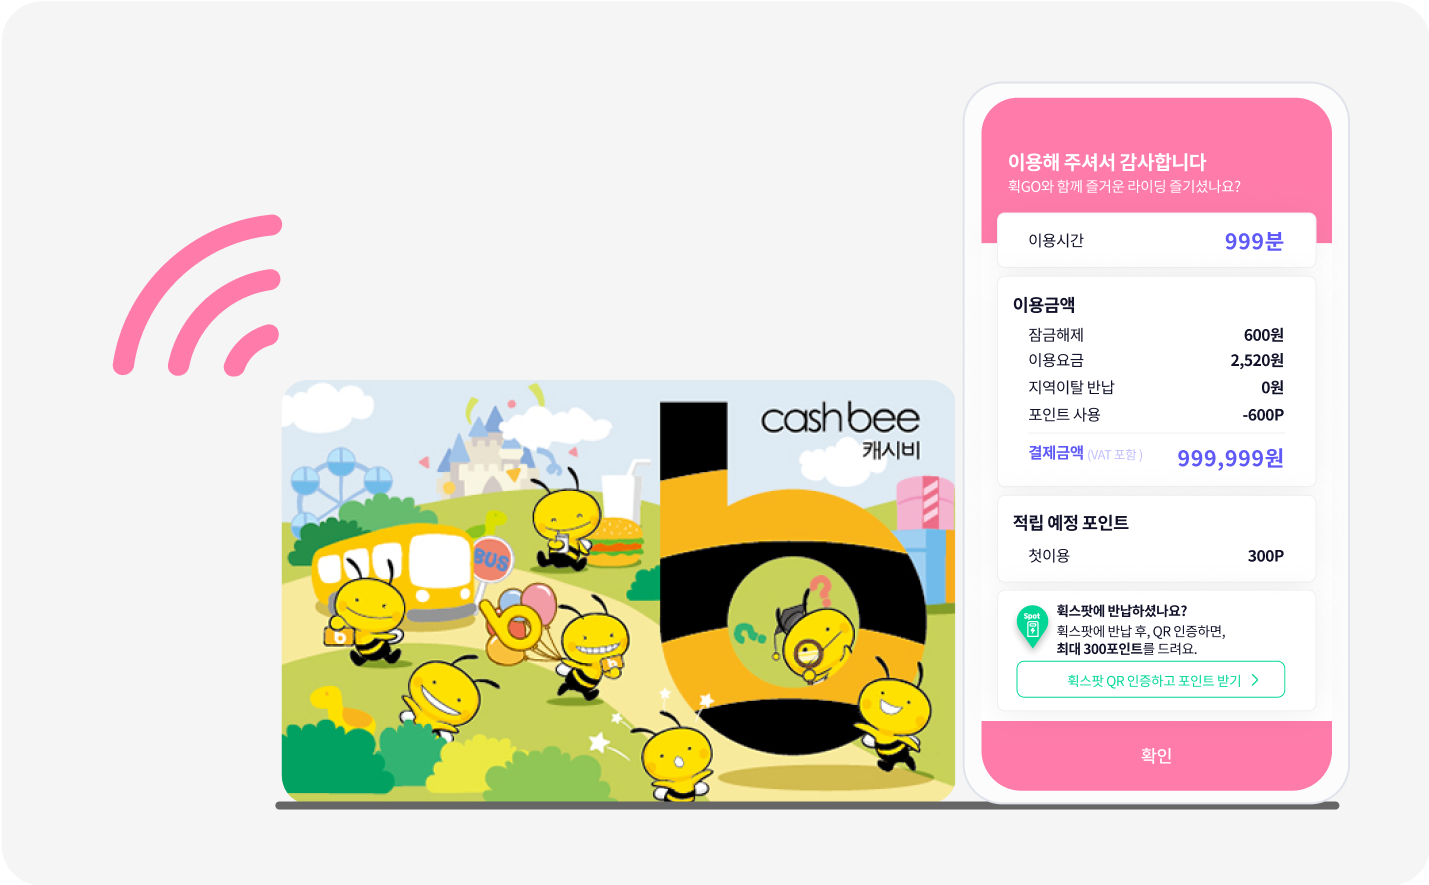 cash bee
캐시비
BUS
b
b
b
?
?
이용해 주셔서 감사합니다
휙GO와 함께 즐거운 라이딩 즐기셨나요?
이용시간 999분
이용금액
잠금해제 600원
이용요금 2,520원
지역이탈 반납 0원
포인트 사용 -600P
결제금액 (VAT 포함) 999,999원
적립 예정 포인트
첫이용 300P
Spot
휙스팟에 반납하셨나요?
휙스팟에 반납 후, QR 인증하면,
최대 300포인트를 드려요.
휙스팟 QR 인증하고 포인트 받기
확인